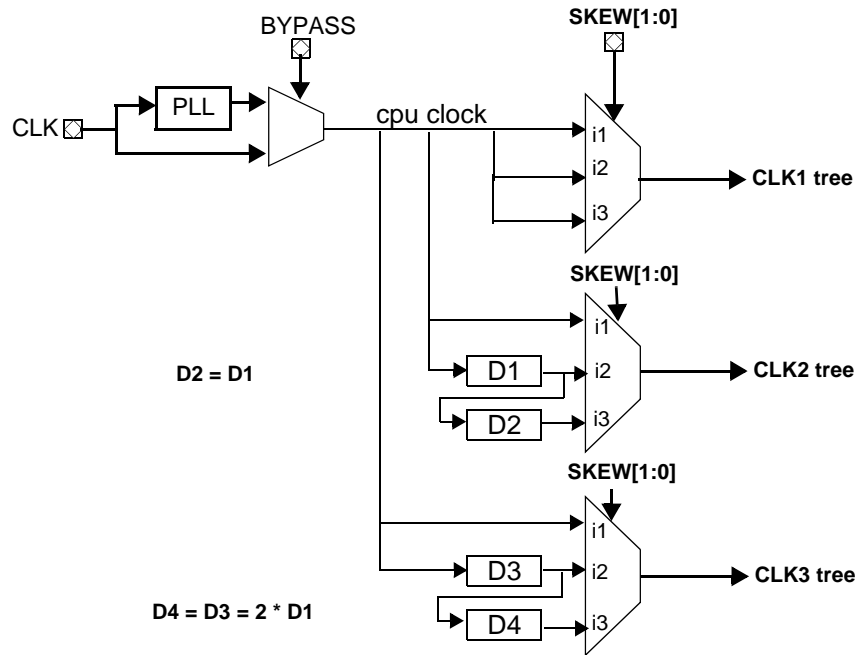 BYPASS
SKEW[1:0]
PLL
CLK
cpu clock
i1
i2
i3
CLK1 tree
SKEW[1:0]
i1
D2 = D1
D1
i2
CLK2 tree
D2
i3
SKEW[1:0]
i1
D3
i2
CLK3 tree
D4 = D3 = 2 * D1
D4
i3